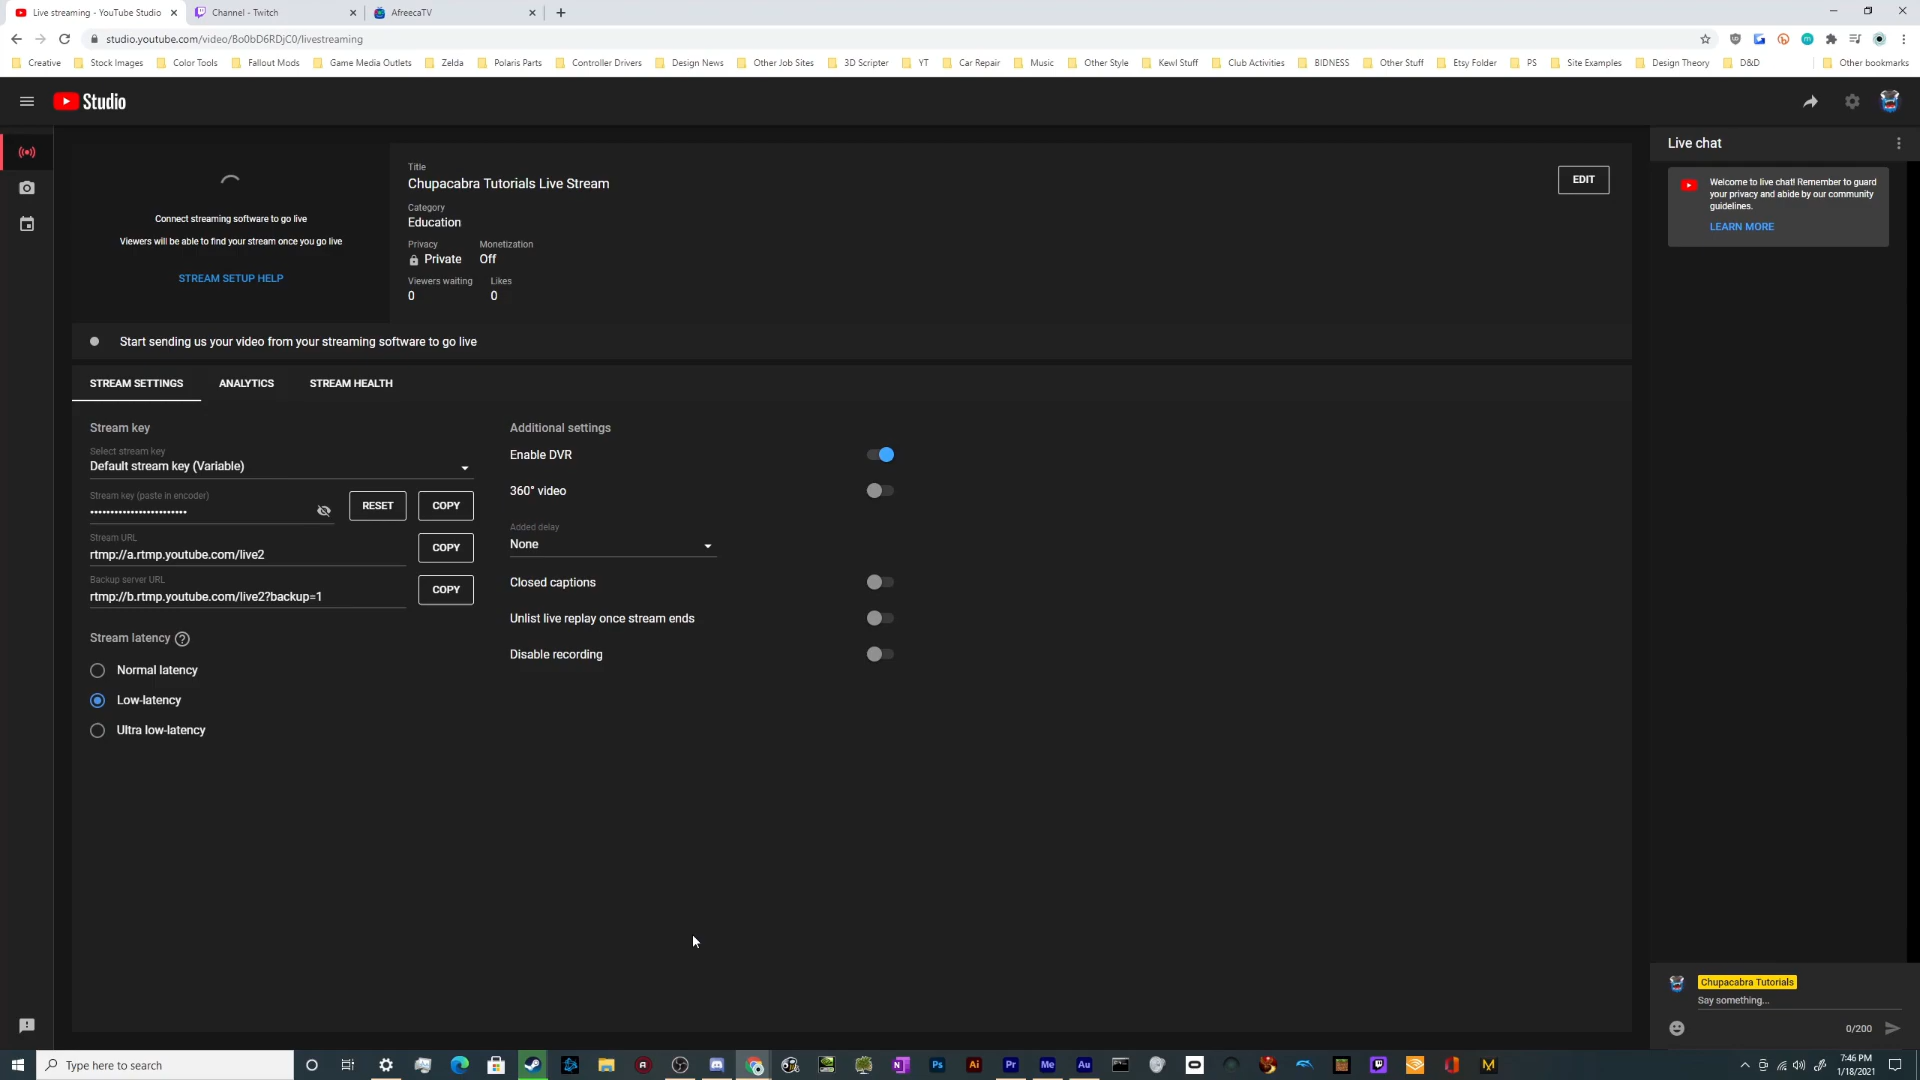 Live streaming - YouTube Studio
Channel - Twitch
AfreecaTV
studio.youtube.com/video/Bo0bD6RDjC0/livestreaming
Creative
Stock Images
Color Tools
Fallout Mods
Game Media Outlets
Zelda
Polaris Parts
Controller Drivers
Design News
Other Job Sites
3D Scripter
YT
Car Repair
Music
Other Style
Kewl Stuff
Club Activities
BIDNESS
Other Stuff
Etsy Folder
PS
Site Examples
Design Theory
D&D
Other bookmarks
Studio
Connect streaming software to go live
Viewers will be able to find your stream once you go live
STREAM SETUP HELP
Title
Chupacabra Tutorials Live Stream
Category
Education
Privacy Monetization
Private Off
Viewers waiting Likes
0 0
EDIT
Start sending us your video from your streaming software to go live
STREAM SETTINGS
ANALYTICS
STREAM HEALTH
Stream key
Select stream key
Default stream key (Variable)
Stream key (paste in encoder)
RESET
COPY
Stream URL
rtmp://a.rtmp.youtube.com/live2
COPY
Backup server URL
rtmp://b.rtmp.youtube.com/live2?backup=1
COPY
Stream latency
Normal latency
Low-latency
Ultra low-latency
Additional settings
Enable DVR
360° video
Added delay
None
Closed captions
Unlist live replay once stream ends
Disable recording
Live chat
Welcome to live chat! Remember to guard
your privacy and abide by our community
guidelines.
LEARN MORE
Chupacabra Tutorials
Say something...
0/200
Type here to search
Ps
Ai
Pr
Me
Au
7:46 PM
1/18/2021